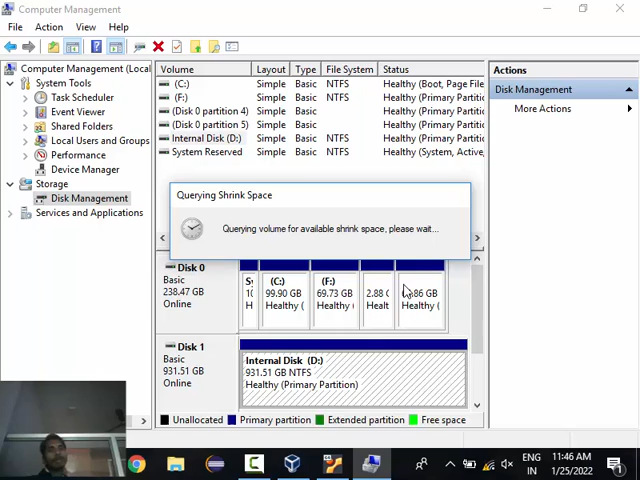 Computer Management
File Action View Help
Computer Management (Local
System Tools
Task Scheduler
Event Viewer
Shared Folders
Local Users and Groups
Performance
Device Manager
Storage
Disk Management
Services and Applications
Volume Layout Type File System Status
(C:) Simple Basic NTFS Healthy (Boot, Page File
(F:) Simple Basic NTFS Healthy (Primary Partitic
(Disk 0 partition 4) Simple Basic Healthy (Primary Partitic
(Disk 0 partition 5) Simple Basic Healthy (Primary Partitic
Internal Disk (D:) Simple Basic NTFS Healthy (Primary Partitic
System Reserved Simple Basic NTFS Healthy (System, Active,
Querying Shrink Space
Querying volume for available shrink space, please wait...
Disk 0
Basic
238.47 GB
Online
(C:)
99.90 GB
Healthy (
(F:)
69.73 GB
Healthy (
2.88 G
Healt
.86 GB
Healthy (
Disk 1
Basic
931.51 GB
Online
Internal Disk (D:)
931.51 GB NTFS
Healthy (Primary Partition)
Unallocated Primary partition Extended partition Free space
Actions
Disk Management
More Actions
ENG
IN
11:46 AM
1/25/2022